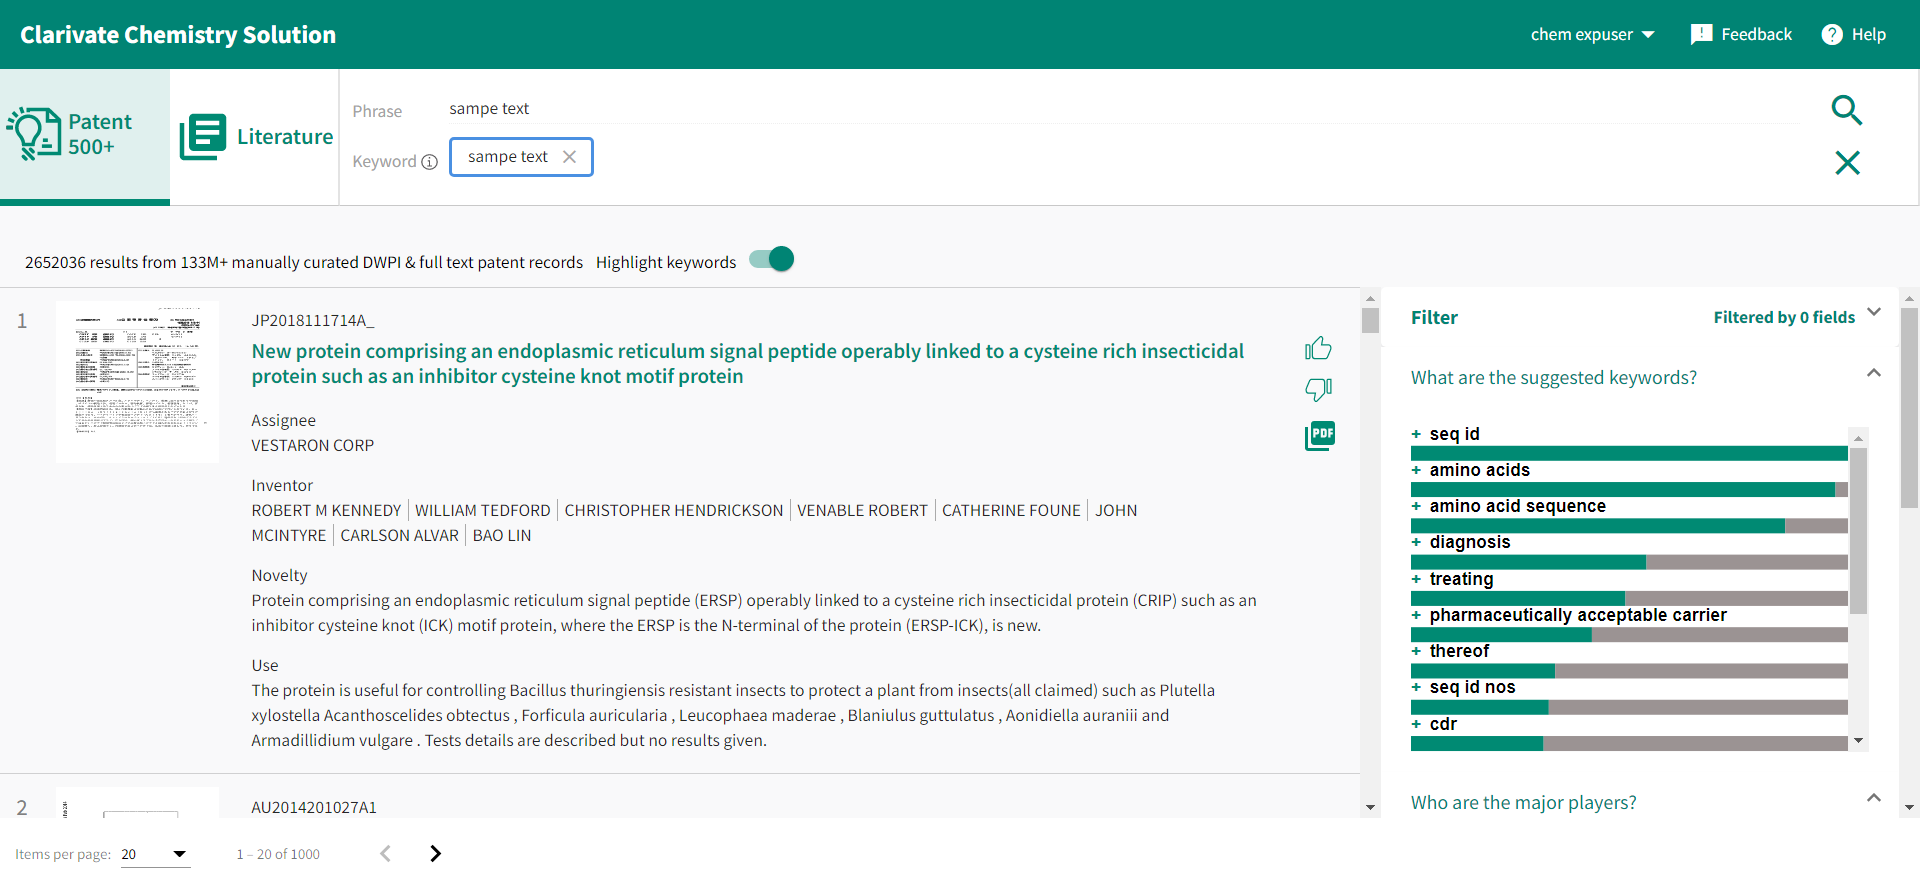 Clarivate Chemistry Solution
chem expuser
Feedback
Help
Patent
500+
Literature
Phrase
sampe text
Keyword
sampe text
2652036 results from 133M+ manually curated DWPI & full text patent records
Highlight keywords
1
JP2018111714A_
New protein comprising an endoplasmic reticulum signal peptide operably linked to a cysteine rich insecticidal
protein such as an inhibitor cysteine knot motif protein
Assignee
VESTARON CORP
Inventor
ROBERT M KENNEDY | WILLIAM TEDFORD | CHRISTOPHER HENDRICKSON | VENABLE ROBERT | CATHERINE FOUNE | JOHN
MCINTYRE | CARLSON ALVAR | BAO LIN
Novelty
Protein comprising an endoplasmic reticulum signal peptide (ERSP) operably linked to a cysteine rich insecticidal protein (CRIP) such as an
inhibitor cysteine knot (ICK) motif protein, where the ERSP is the N-terminal of the protein (ERSP-ICK), is new.
Use
The protein is useful for controlling Bacillus thuringiensis resistant insects to protect a plant from insects(all claimed) such as Plutella
xylostella Acanthoscelides obtectus , Forficula auricularia , Leucophaea maderae , Blaniulus guttulatus , Aonidiella auraniii and
Armadillidium vulgare . Tests details are described but no results given.
PDF
2
AU2014201027A1
Filter
Filtered by 0 fields
What are the suggested keywords?
+ seq id
+ amino acids
+ amino acid sequence
+ diagnosis
+ treating
+ pharmaceutically acceptable carrier
+ thereof
+ seq id nos
+ cdr
Who are the major players?
Items per page: 20
1 – 20 of 1000